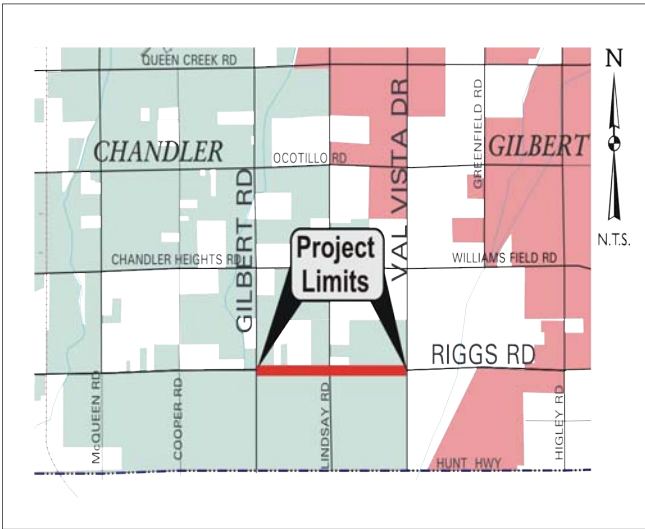 QUEEN CREEK RD
N
CHANDLER
OCOTILLO RD
VAL VISTA DR
GREENFIELD RD
GILBERT
N.T.S.
GILBERT RD
CHANDLER HEIGHTS RD
Project
Limits
WILLIAMS FIELD RD
RIGGS RD
McQUEEN RD
COOPER RD
LINDSAY RD
HIGLEY RD
HUNT HWY